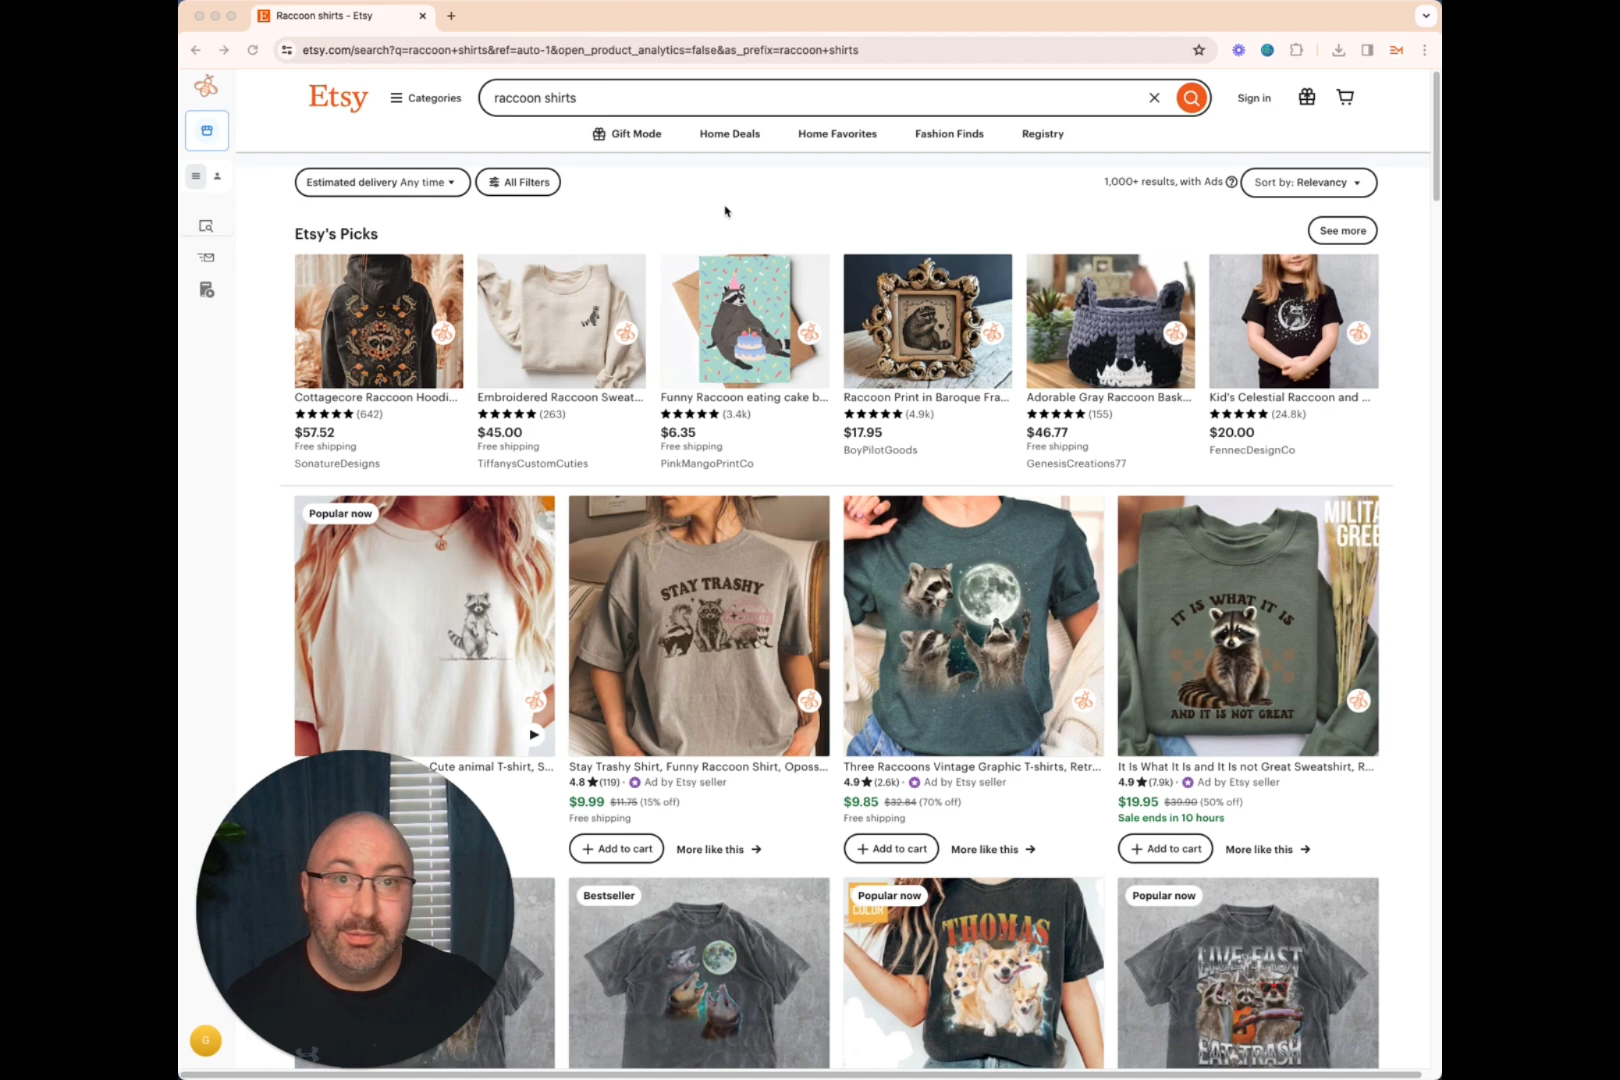 Raccoon shirts - Etsy
etsy.com/search?q=raccoon+shirts&ref=auto-1&open_product_analytics=false&as_prefix=raccoon+shirts
Etsy
Categories
raccoon shirts
Sign in
Gift Mode
Home Deals
Home Favorites
Fashion Finds
Registry
Estimated delivery Any time
All Filters
1,000+ results, with Ads
Sort by: Relevancy
Etsy's Picks
See more
Cottagecore Raccoon Hoodi...
(642)
$57.52
Free shipping
SonatureDesigns
Embroidered Raccoon Sweat...
(263)
$45.00
Free shipping
TiffanysCustomCuties
Funny Raccoon eating cake b...
(3.4k)
$6.35
Free shipping
PinkMangoPrintCo
Raccoon Print in Baroque Fra...
(4.9k)
$17.95
BoyPilotGoods
Adorable Gray Raccoon Bask...
(155)
$46.77
Free shipping
GenesisCreations77
Kid's Celestial Raccoon and ...
(24.8k)
$20.00
FennecDesignCo
Popular now
Cute animal T-shirt, S...
STAY TRASHY
Stay Trashy Shirt, Funny Raccoon Shirt, Oposs...
4.8 (119) · Ad by Etsy seller
$9.99 $11.75 (15% off)
Free shipping
Add to cart
More like this
Three Raccoons Vintage Graphic T-shirts, Retr...
4.9 (2.6k) · Ad by Etsy seller
$9.85 $32.84 (70% off)
Free shipping
Add to cart
More like this
MILITA
GREE
IT IS WHAT IT IS
AND IT IS NOT GREAT
It Is What It Is and It Is not Great Sweatshirt, R...
4.9 (7.9k) · Ad by Etsy seller
$19.95 $39.90 (50% off)
Sale ends in 10 hours
Add to cart
More like this
Bestseller
Popular now
COLOR
THOMAS
Popular now
LIVE FAST
EAT TRASH
G